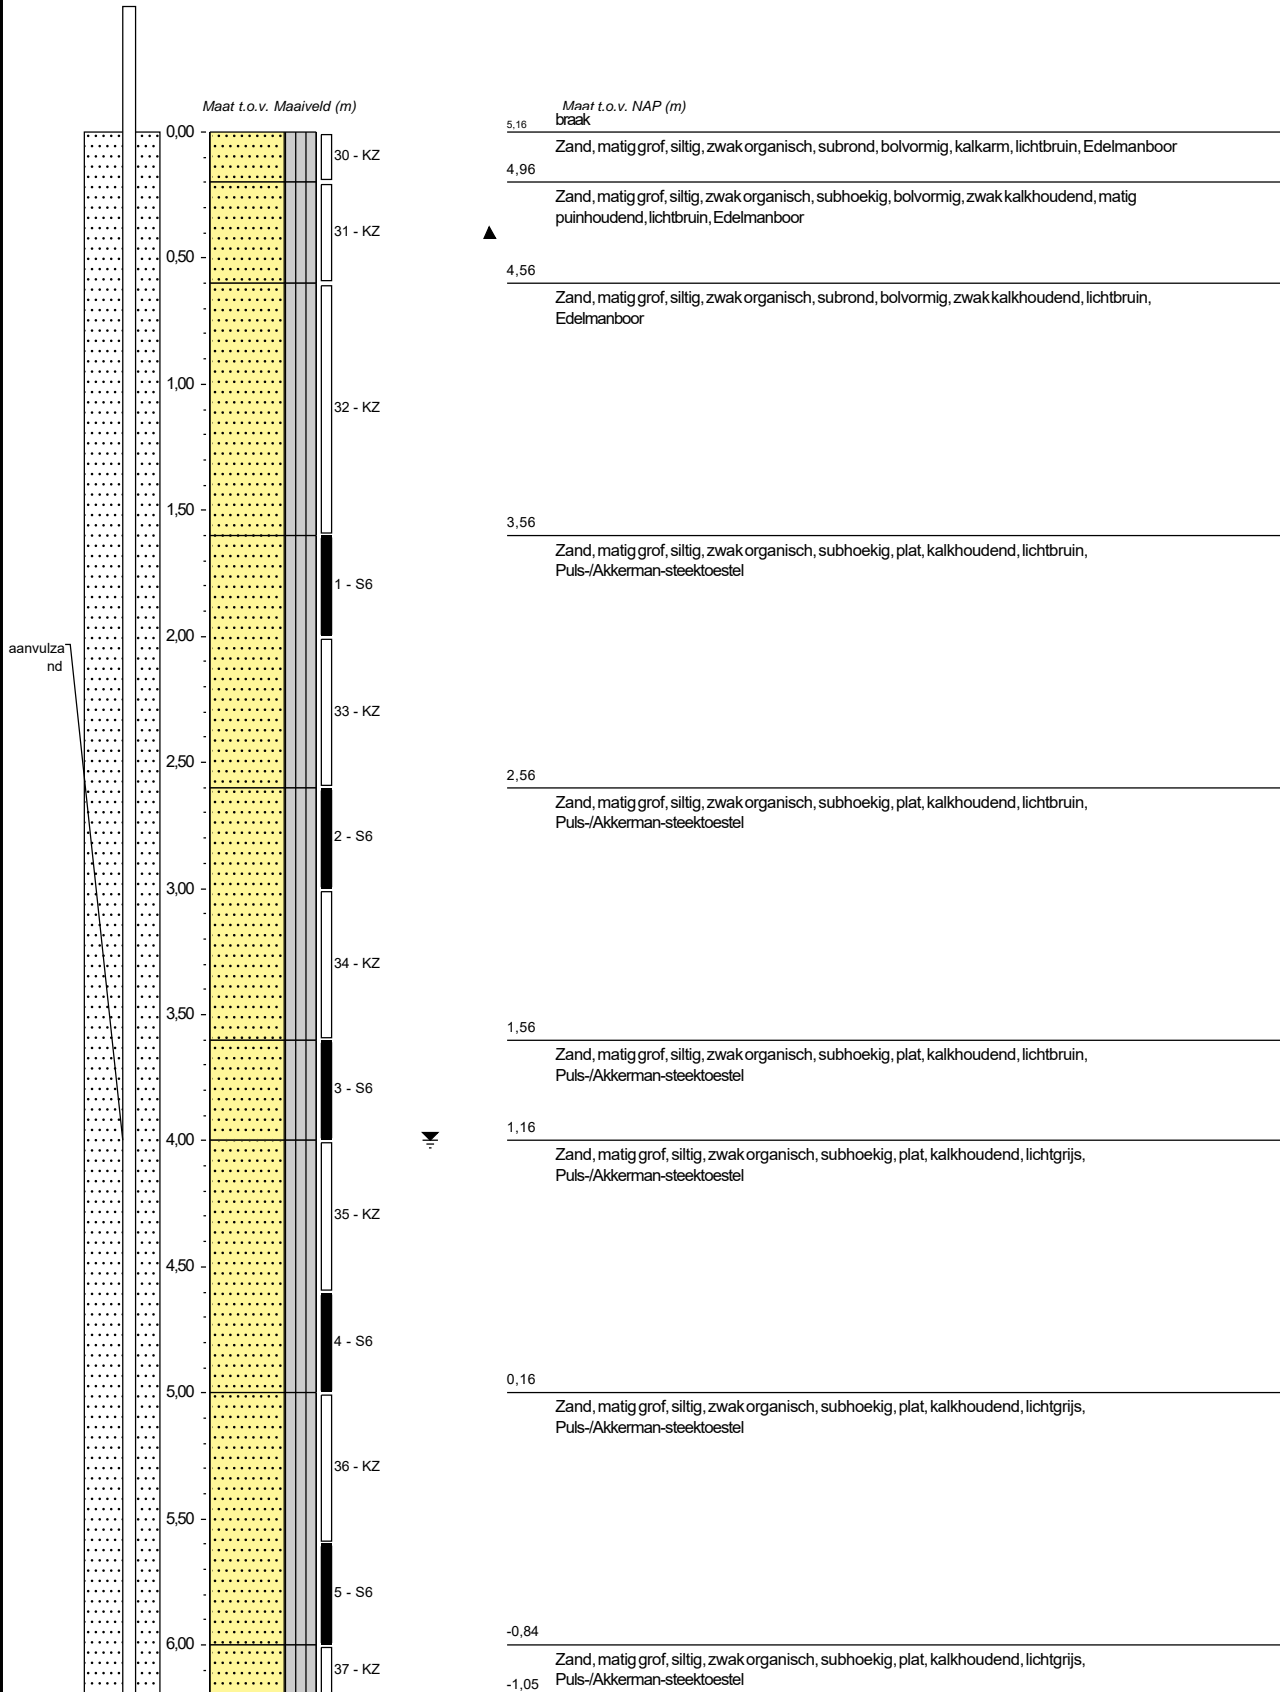 Maat t.o.v. Maaiveld (m)
Maat t.o.v. NAP (m)
0,00
5,16
braak
30 - KZ
Zand, matig grof, siltig, zwak organisch, subrond, bolvormig, kalkarm, lichtbruin, Edelmanboor
4,96
31 - KZ
Zand, matig grof, siltig, zwak organisch, subhoekig, bolvormig, zwak kalkhoudend, matig
puinhoudend, lichtbruin, Edelmanboor
0,50
4,56
Zand, matig grof, siltig, zwak organisch, subrond, bolvormig, zwak kalkhoudend, lichtbruin,
Edelmanboor
1,00
32 - KZ
1,50
3,56
Zand, matig grof, siltig, zwak organisch, subhoekig, plat, kalkhoudend, lichtbruin,
Puls-/Akkerman-steektoestel
1 - S6
2,00
aanvulza
nd
33 - KZ
2,50
2,56
Zand, matig grof, siltig, zwak organisch, subhoekig, plat, kalkhoudend, lichtbruin,
Puls-/Akkerman-steektoestel
2 - S6
3,00
34 - KZ
3,50
1,56
Zand, matig grof, siltig, zwak organisch, subhoekig, plat, kalkhoudend, lichtbruin,
Puls-/Akkerman-steektoestel
3 - S6
4,00
1,16
Zand, matig grof, siltig, zwak organisch, subhoekig, plat, kalkhoudend, lichtgrijs,
Puls-/Akkerman-steektoestel
35 - KZ
4,50
4 - S6
5,00
0,16
Zand, matig grof, siltig, zwak organisch, subhoekig, plat, kalkhoudend, lichtgrijs,
Puls-/Akkerman-steektoestel
36 - KZ
5,50
5 - S6
6,00
-0,84
Zand, matig grof, siltig, zwak organisch, subhoekig, plat, kalkhoudend, lichtgrijs,
Puls-/Akkerman-steektoestel
37 - KZ
-1,05